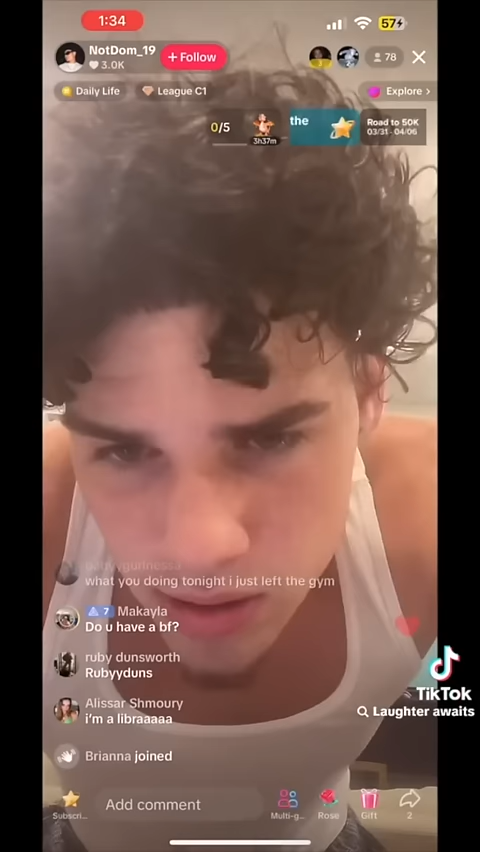 1:34
57
NotDom_19
3.0K
+ Follow
78
Daily Life
League C1
Explore >
0/5
3h37m
the
Road to 50K
03/31 - 04/06
what you doing tonight i just left the gym
7 Makayla
Do u have a bf?
ruby dunsworth
Rubyyduns
Alissar Shmoury
i'm a libraaaaa
Brianna joined
TikTok
Laughter awaits
Subscri...
Add comment
Multi-g...
Rose
Gift
2